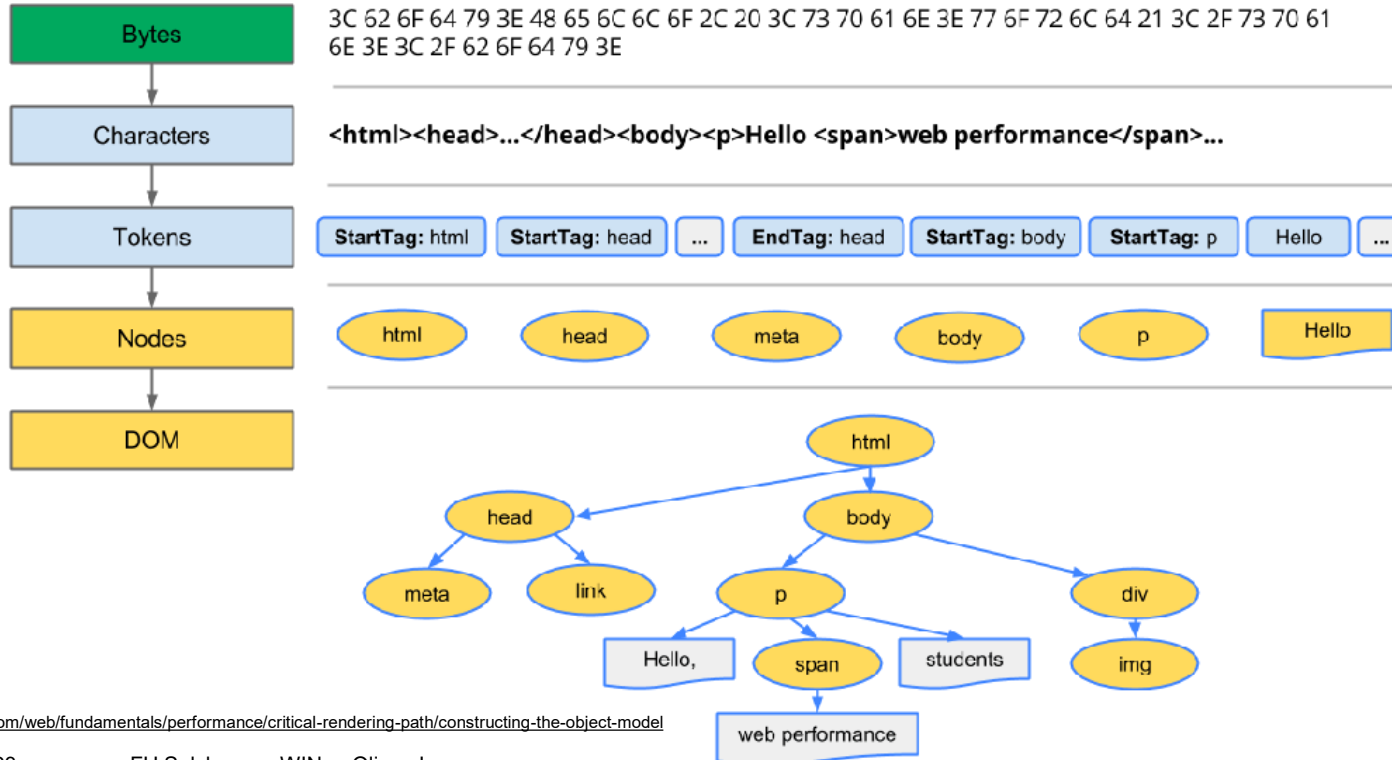 Bytes
3C 62 6F 64 79 3E 48 65 6C 6C 6F 2C 20 3C 73 70 61 6E 3E 77 6F 72 6C 64 21 3C 2F 73 70 61
6E 3E 3C 2F 62 6F 64 79 3E
Characters
<html><head>...</head><body><p>Hello <span>web performance</span>...
Tokens
StartTag: html
StartTag: head
...
EndTag: head
StartTag: body
StartTag: p
Hello
...
Nodes
html
head
meta
body
p
Hello
DOM
html
head
body
meta
link
p
div
Hello,
span
students
img
web performance
om/web/fundamentals/performance/critical-rendering-path/constructing-the-object-model